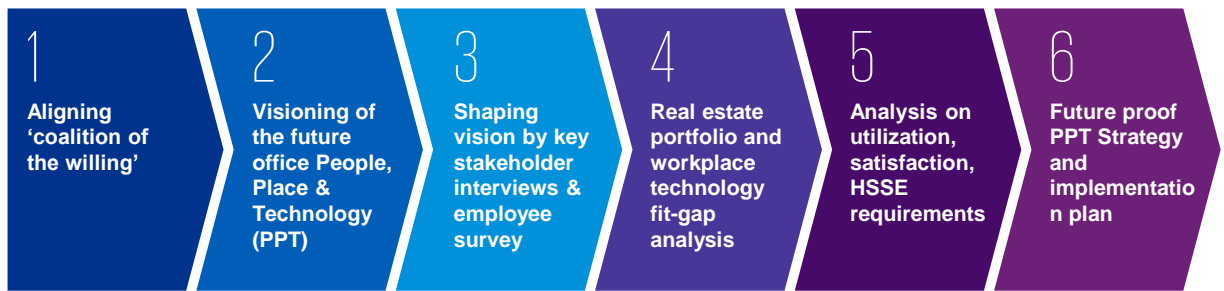 1
Aligning
‘coalition of
the willing’
2
Visioning of
the future
office People,
Place &
Technology
(PPT)
3
Shaping
vision by key
stakeholder
interviews &
employee
survey
4
Real estate
portfolio and
workplace
technology
fit-gap
analysis
5
Analysis on
utilization,
satisfaction,
HSSE
requirements
6
Future proof
PPT Strategy
and
implementatio
n plan